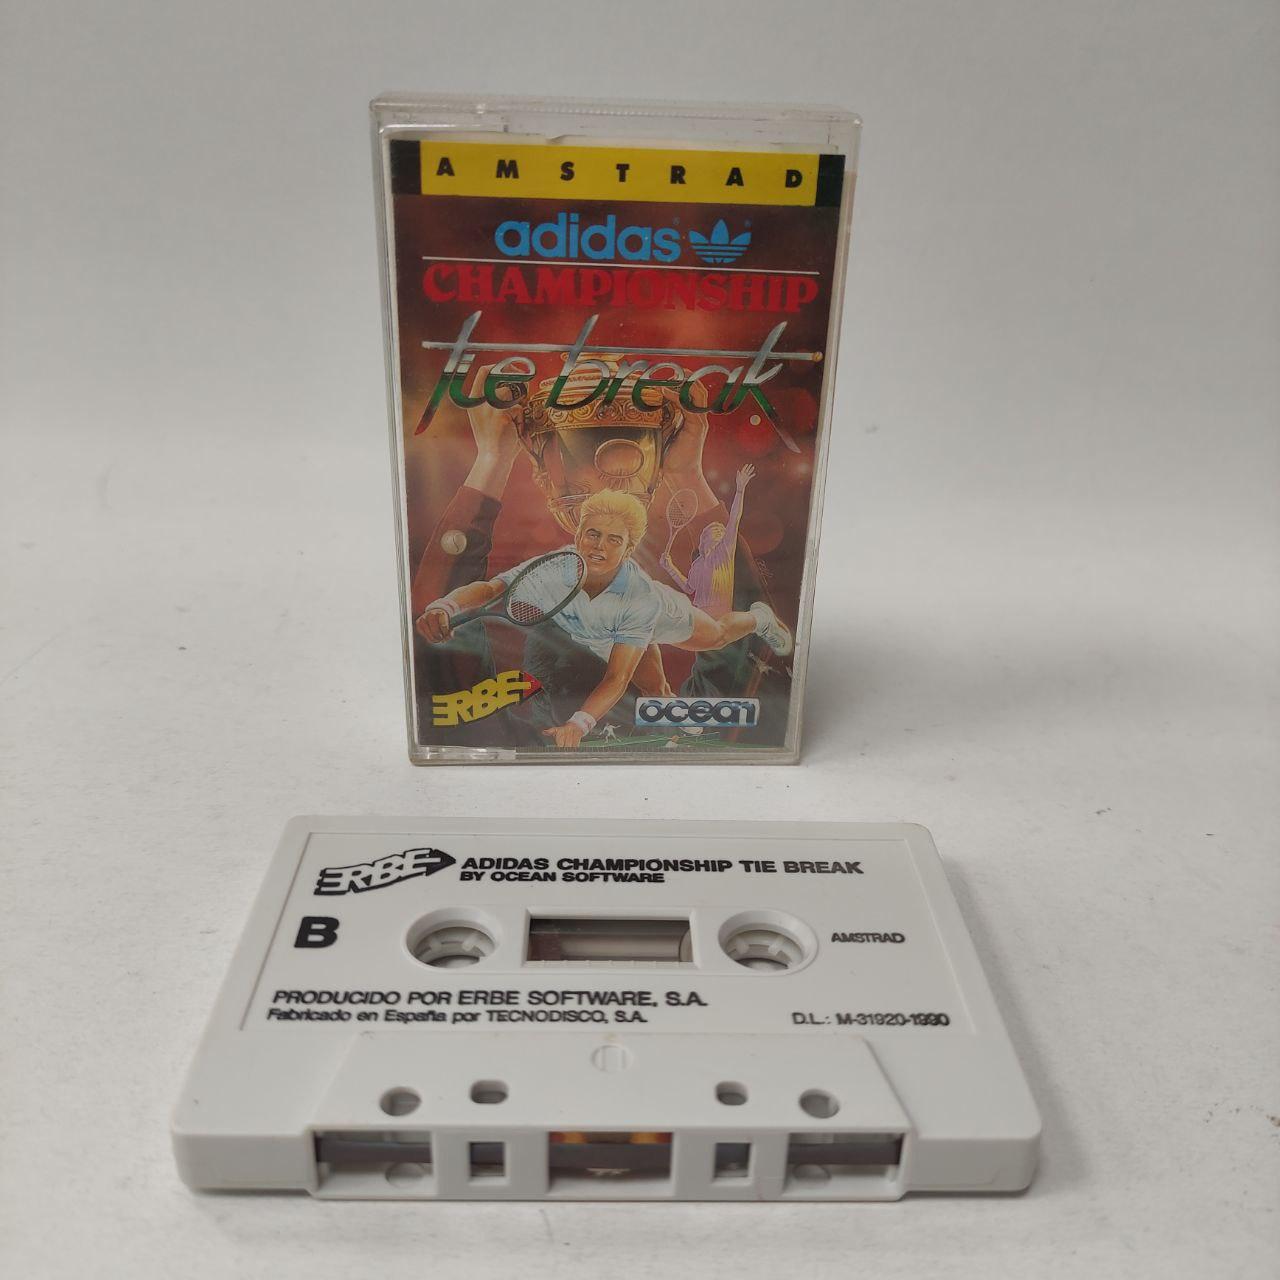 AMSTRAD
adidas
CHAMPIONSHIP
tie break
ERBE
ocean
ERBE
ADIDAS CHAMPIONSHIP TIE BREAK
BY OCEAN SOFTWARE
B
AMSTRAD
PRODUCIDO POR ERBE SOFTWARE, S.A.
Fabricado en España por TECNODISCO, S.A.
D.L.: M-31920-1990